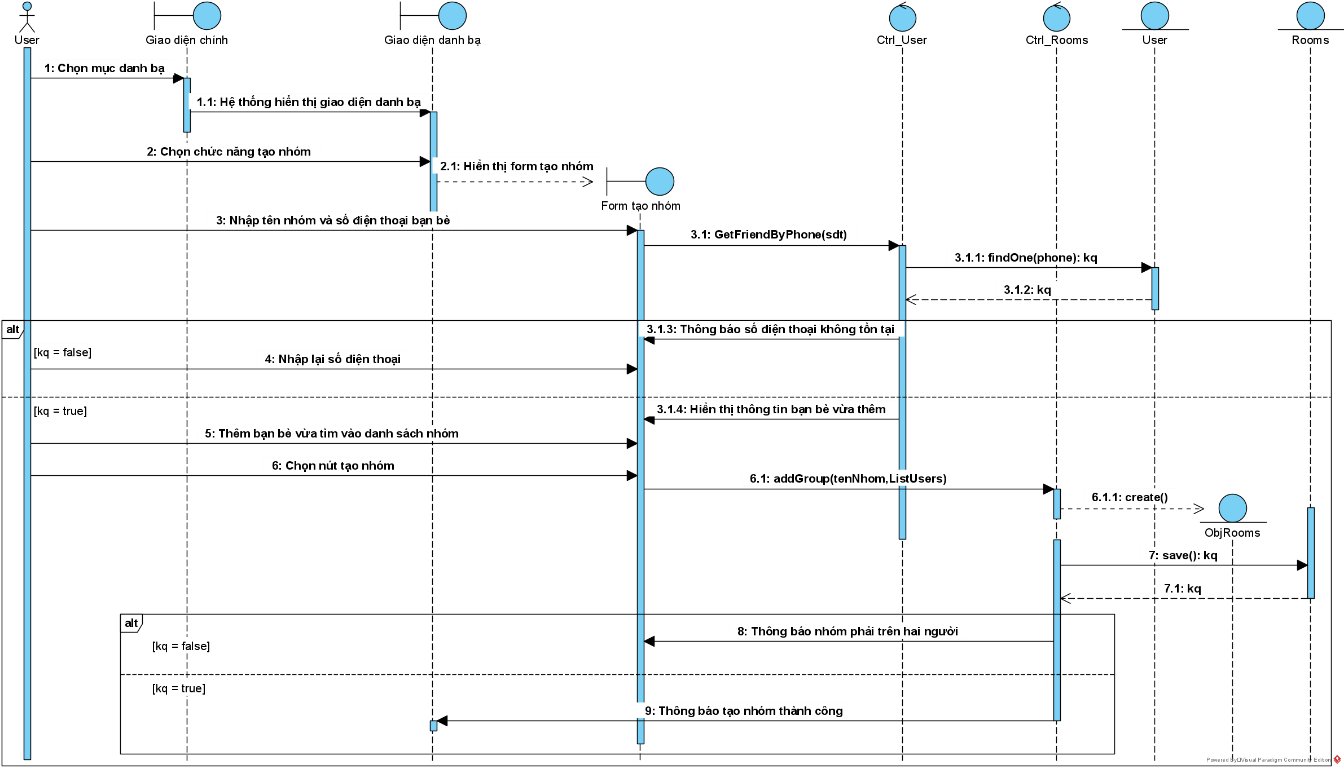 User
Giao diện chính
Giao diện danh bạ
Ctrl_User
Ctrl_Rooms
User
Rooms
1: Chọn mục danh bạ
1.1: Hệ thống hiển thị giao diện danh bạ
2: Chọn chức năng tạo nhóm
2.1: Hiển thị form tạo nhóm
Form tạo nhóm
3: Nhập tên nhóm và số điện thoại bạn bè
3.1: GetFriendByPhone(sdt)
3.1.1: findOne(phone): kq
3.1.2: kq
alt
3.1.3: Thông báo số điện thoại không tồn tại
[kq = false]
4: Nhập lại số điện thoại
[kq = true]
3.1.4: Hiển thị thông tin bạn bè vừa thêm
5: Thêm bạn bè vừa tìm vào danh sách nhóm
6: Chọn nút tạo nhóm
6.1: addGroup(tenNhom,ListUsers)
6.1.1: create()
ObjRooms
7: save(): kq
7.1: kq
alt
8: Thông báo nhóm phải trên hai người
[kq = false]
[kq = true]
9: Thông báo tạo nhóm thành công
Powered By Visual Paradigm Community Edition